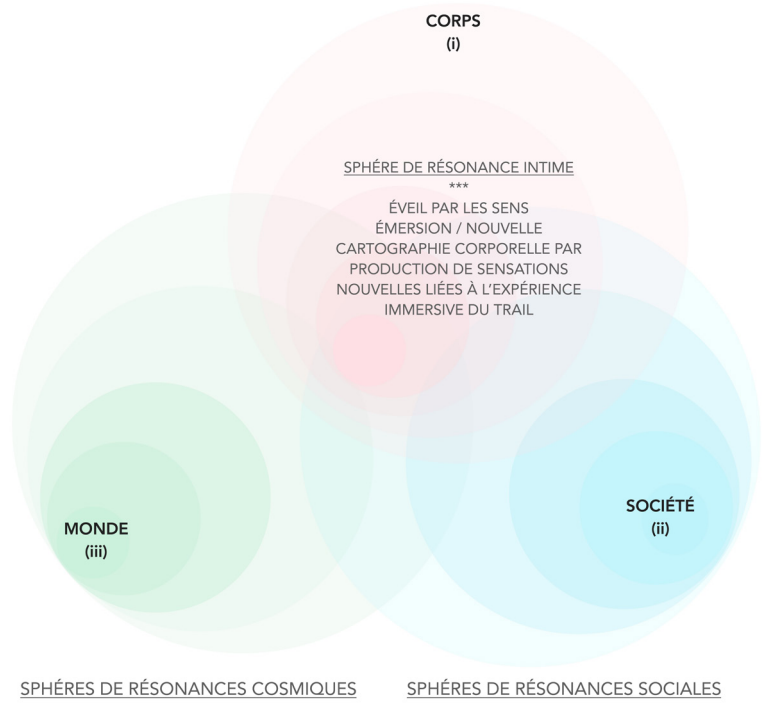 CORPS
(i)
SPHÉRE DE RÉSONANCE INTIME
***
ÉVEIL PAR LES SENS
ÉMERSION / NOUVELLE
CARTOGRAPHIE CORPORELLE PAR
PRODUCTION DE SENSATIONS
NOUVELLES LIÉES À L'EXPÉRIENCE
IMMERSIVE DU TRAIL
SOCIÉTÉ
(ii)
MONDE
(iii)
SPHÉRES DE RÉSONANCES COSMIQUES
SPHÉRES DE RÉSONANCES SOCIALES